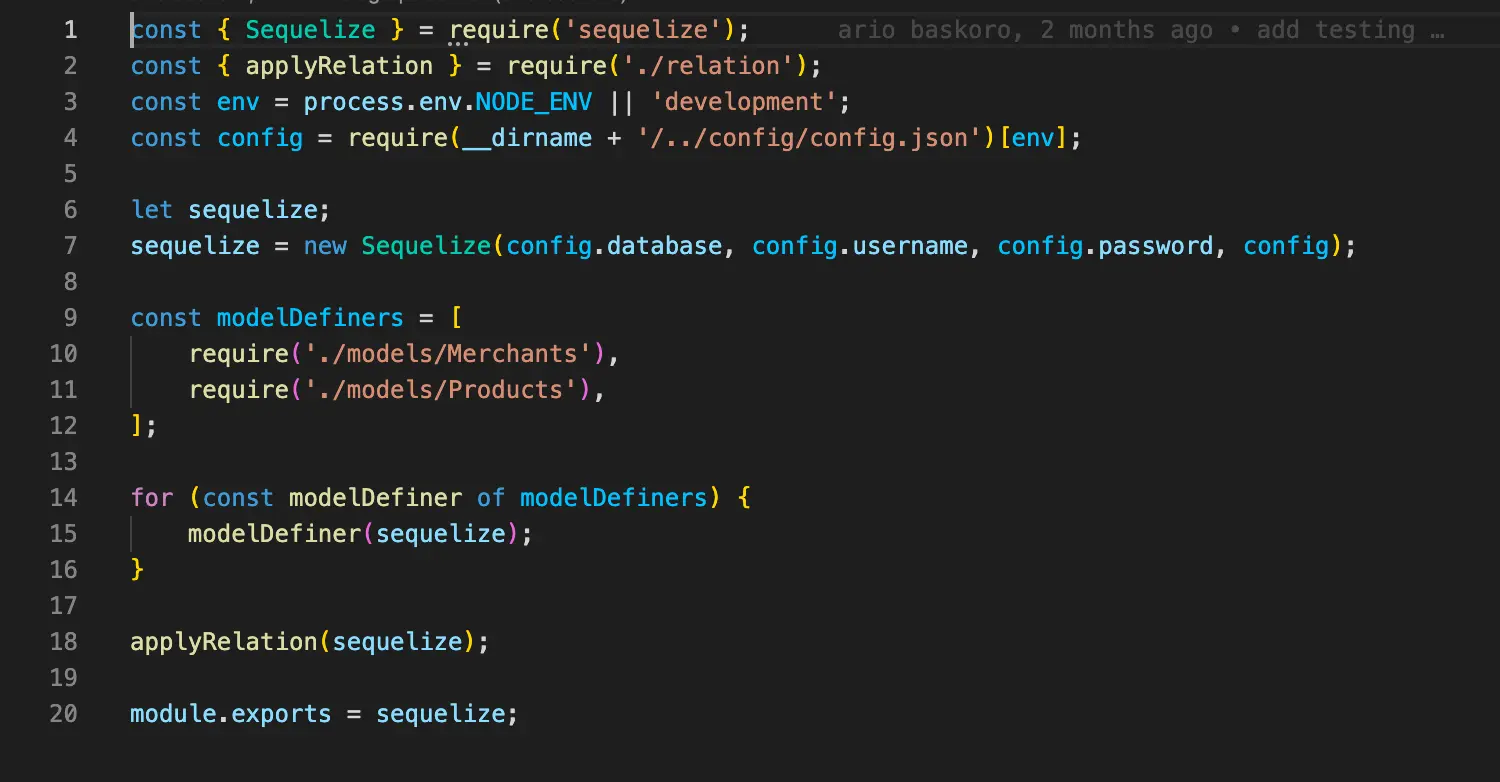 1 const { Sequelize } = require('sequelize'); ario baskoro, 2 months ago • add testing …
2 const { applyRelation } = require('./relation');
3 const env = process.env.NODE_ENV || 'development';
4 const config = require(__dirname + '/../config/config.json')[env];
5
6 let sequelize;
7 sequelize = new Sequelize(config.database, config.username, config.password, config);
8
9 const modelDefiners = [
10     require('./models/Merchants'),
11     require('./models/Products'),
12 ];
13
14 for (const modelDefiner of modelDefiners) {
15     modelDefiner(sequelize);
16 }
17
18 applyRelation(sequelize);
19
20 module.exports = sequelize;